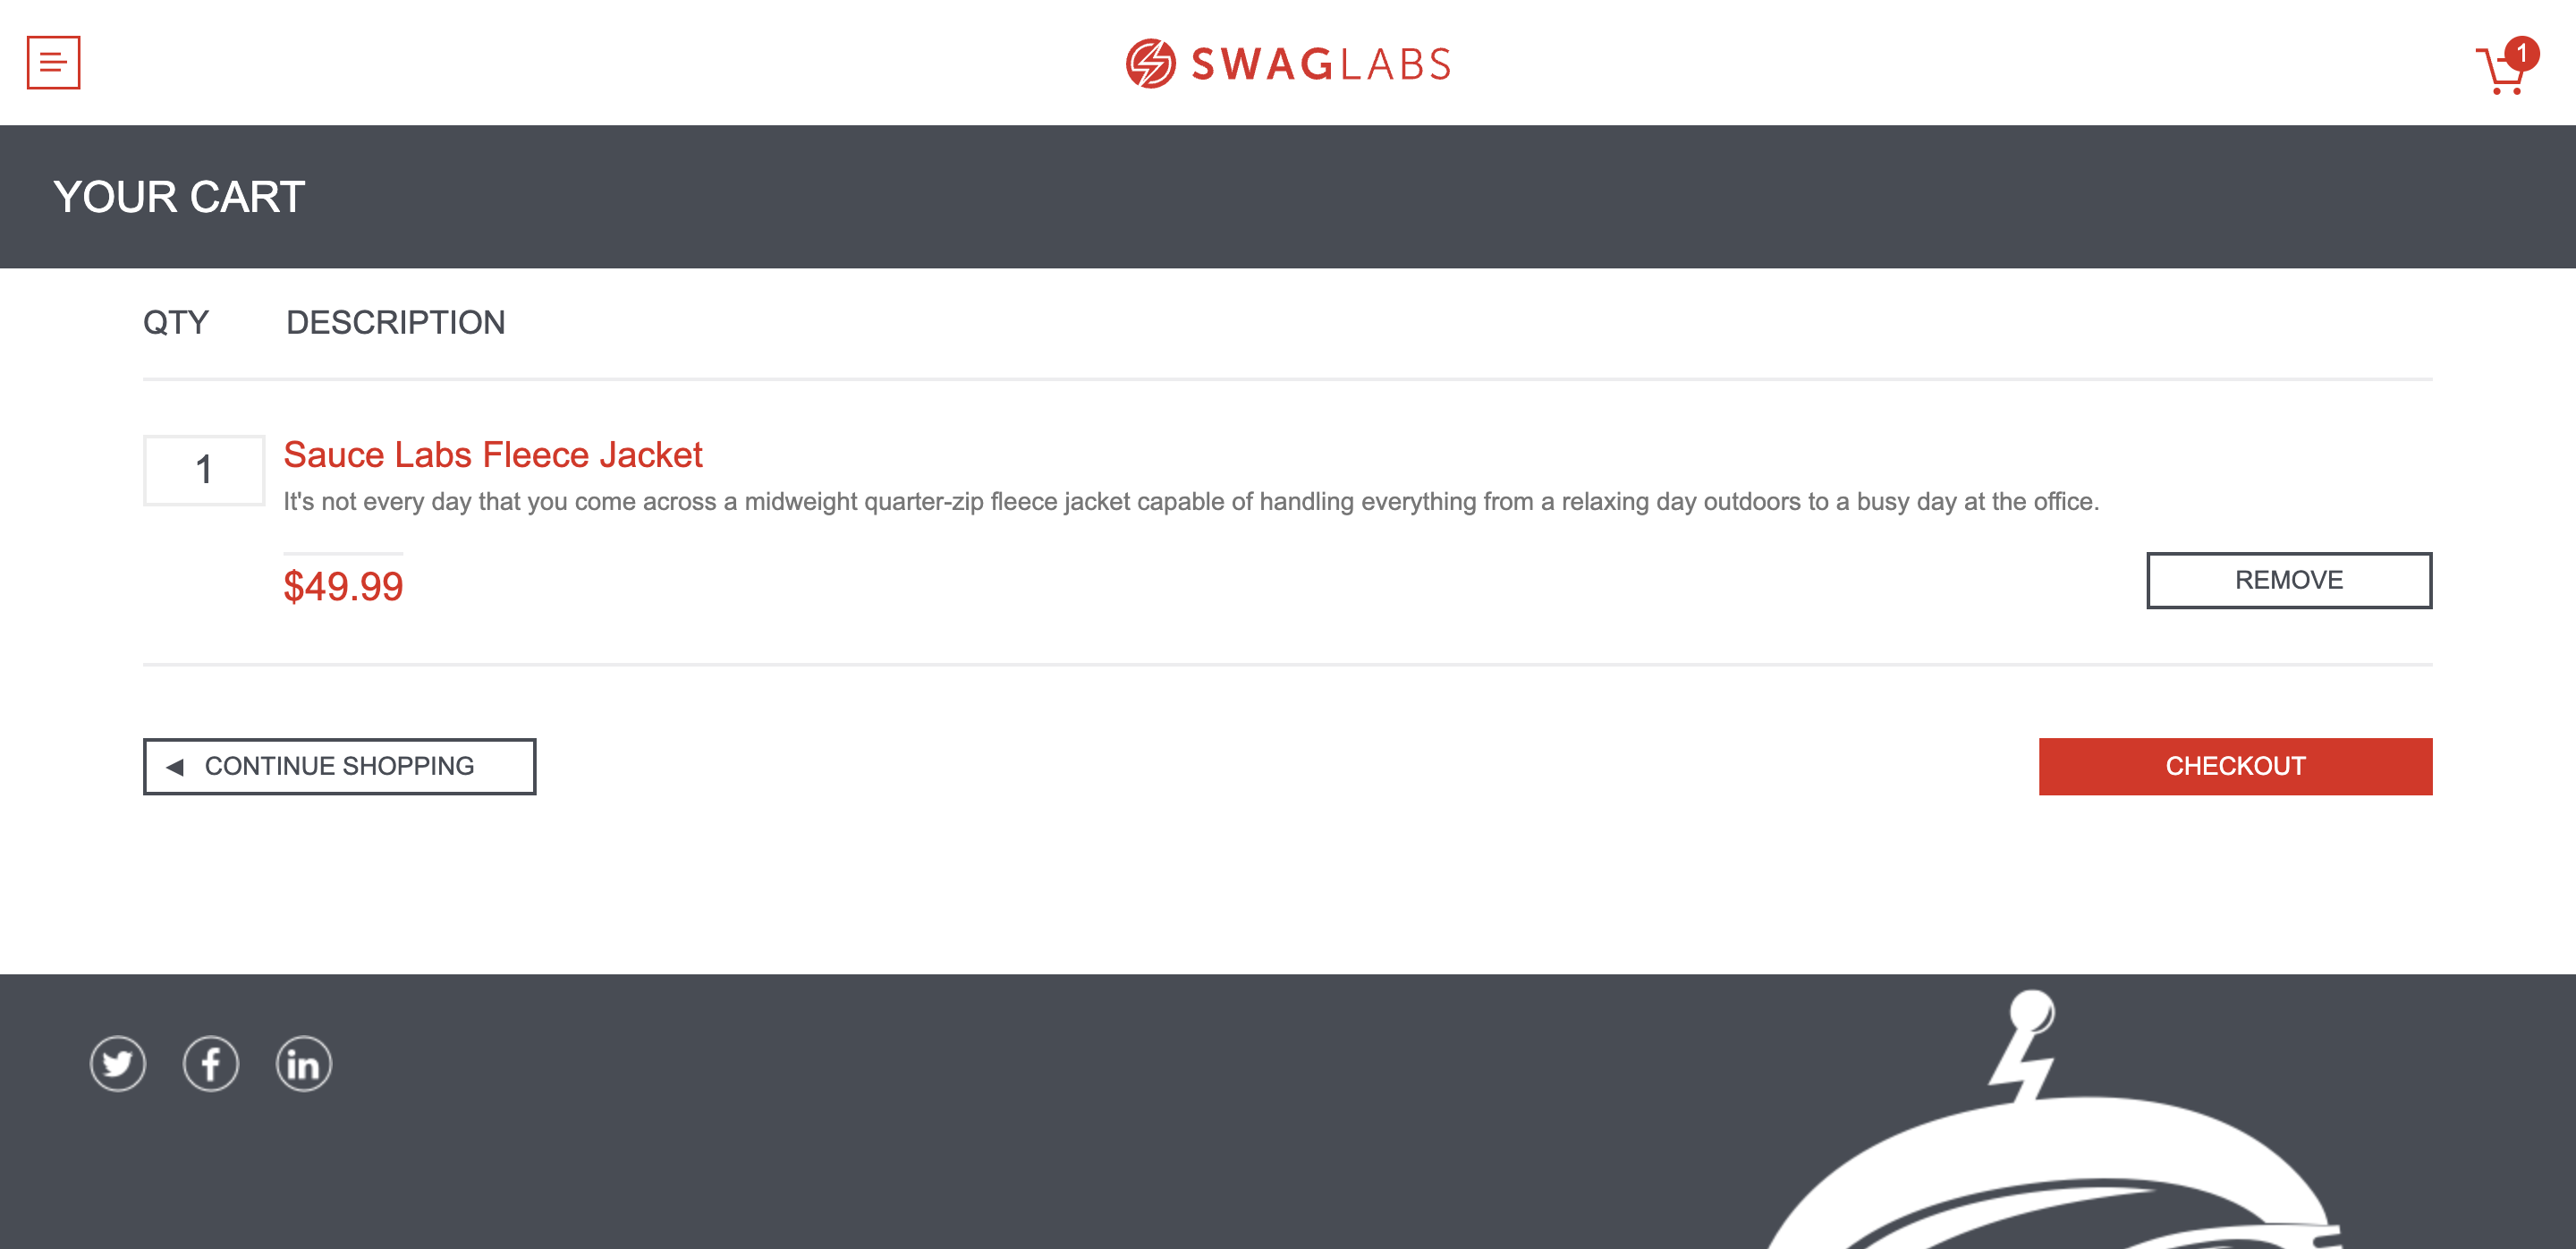 SWAGLABS
1
YOUR CART
QTY DESCRIPTION
1
Sauce Labs Fleece Jacket
It's not every day that you come across a midweight quarter-zip fleece jacket capable of handling everything from a relaxing day outdoors to a busy day at the office.
$49.99
REMOVE
CONTINUE SHOPPING
CHECKOUT
in